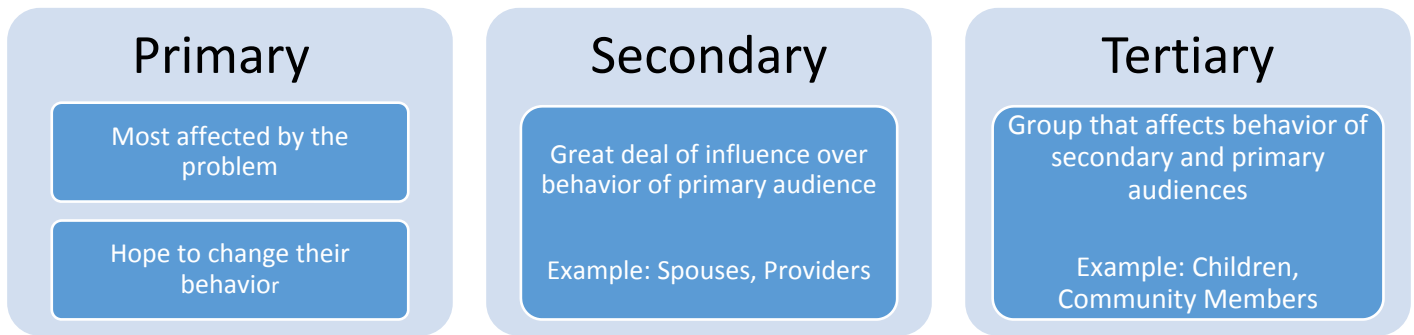 Primary
Most affected by the
problem
Hope to change their
behavior
Secondary
Great deal of influence over
behavior of primary audience
Example: Spouses, Providers
Tertiary
Group that affects behavior of
secondary and primary
audiences
Example: Children,
Community Members